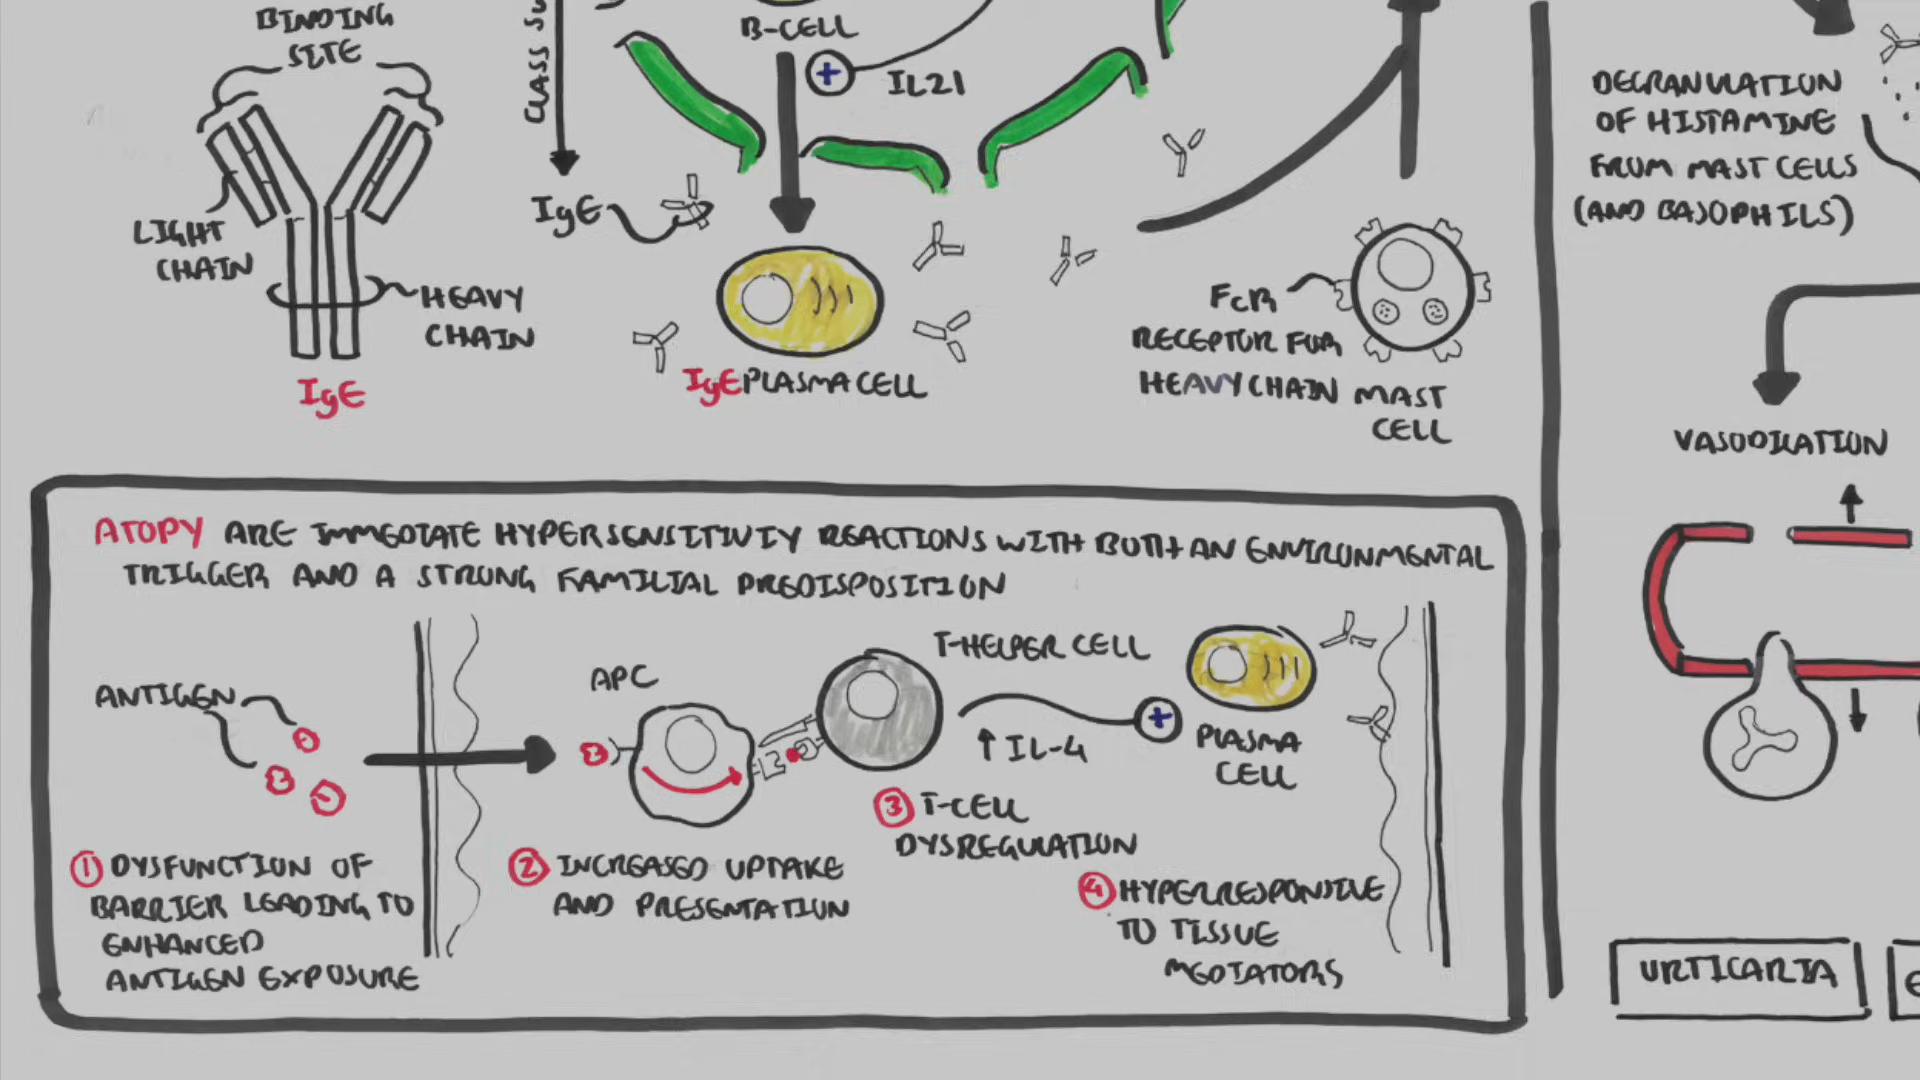 BINDING
SITE
LIGHT
CHAIN
HEAVY
CHAIN
IgE
CLASS SW
IgE
B-CELL
+
IL21
IgE PLASMA CELL
FcR
RECEPTOR FOR
HEAVY CHAIN
MAST
CELL
DEGRANULATION
OF HISTAMINE
FROM MAST CELLS
(AND BASOPHILS)
VASODILATION
ATOPY ARE IMMEDIATE HYPERSENSITIVITY REACTIONS WITH BOTH AN ENVIRONMENTAL
TRIGGER AND A STRONG FAMILIAL PREDISPOSITION
ANTIGEN
APC
T-HELPER CELL
↑ IL-4
+
PLASMA
CELL
1 DYSFUNCTION OF
BARRIER LEADING TO
ENHANCED
ANTIGEN EXPOSURE
2 INCREASED UPTAKE
AND PRESENTATION
3 T-CELL
DYSREGULATION
4 HYPERRESPONSIVE
TO TISSUE
MEDIATORS
URTICARIA